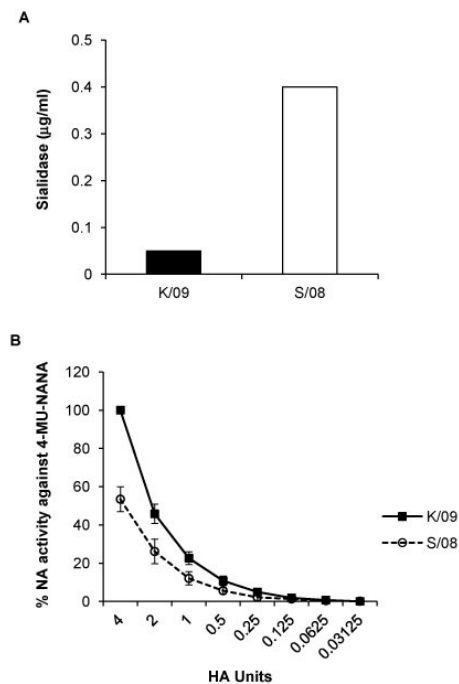 A
Sialidase (µg/ml)
0.5
0.4
0.3
0.2
0.1
0
K/09
S/08
B
% NA activity against 4-MU-NANA
120
100
80
60
40
20
0
4
2
1
0.5
0.25
0.125
0.0625
0.03125
HA Units
K/09
S/08